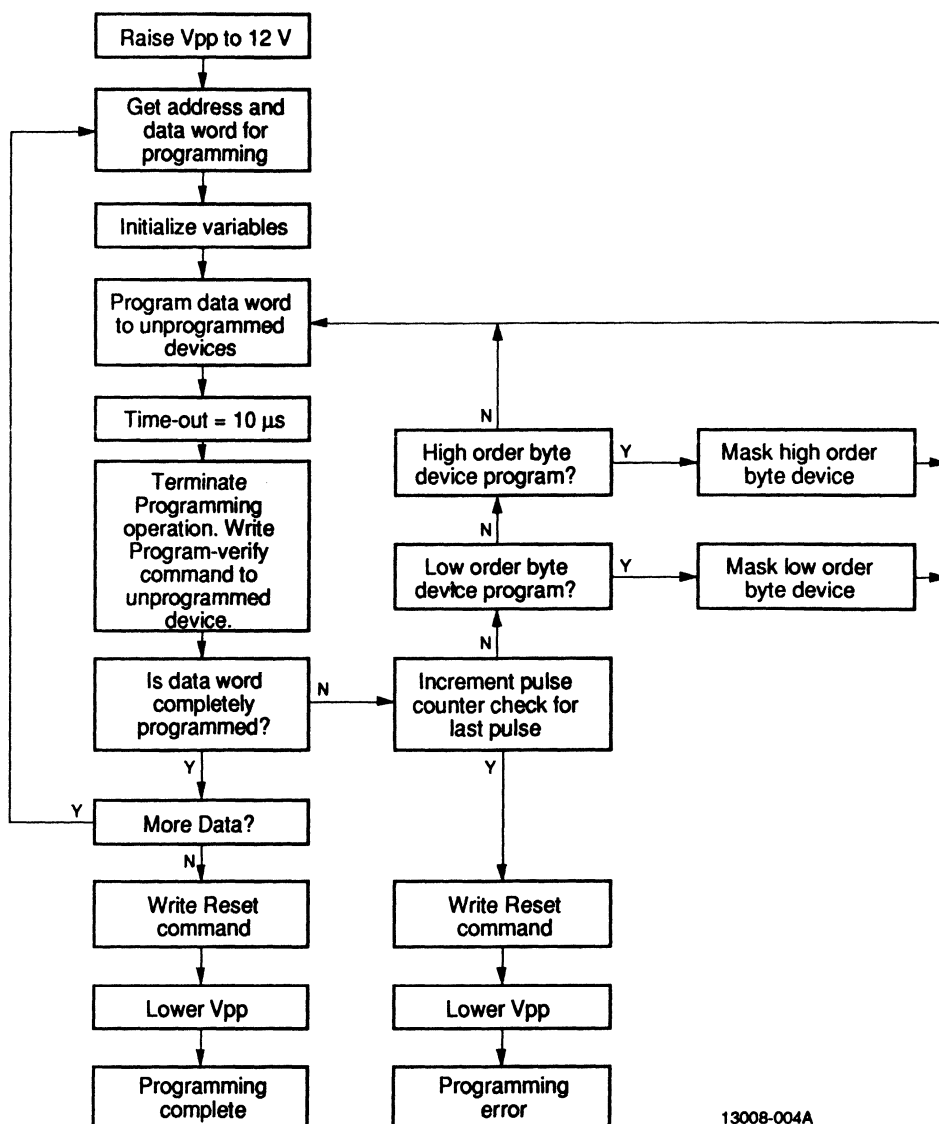 Raise Vpp to 12 V
Get address and
data word for
programming
Initialize variables
Program data word
to unprogrammed
devices
Time-out = 10 µs
Terminate
Programming
operation. Write
Program-verify
command to
unprogrammed
device.
Is data word
completely
programmed?
N
Y
More Data?
Y
N
Write Reset
command
Lower Vpp
Programming
complete
N
High order byte
device program?
Y
Mask high order
byte device
N
Low order byte
device program?
Y
Mask low order
byte device
N
Increment pulse
counter check for
last pulse
Y
Write Reset
command
Lower Vpp
Programming
error
13008-004A